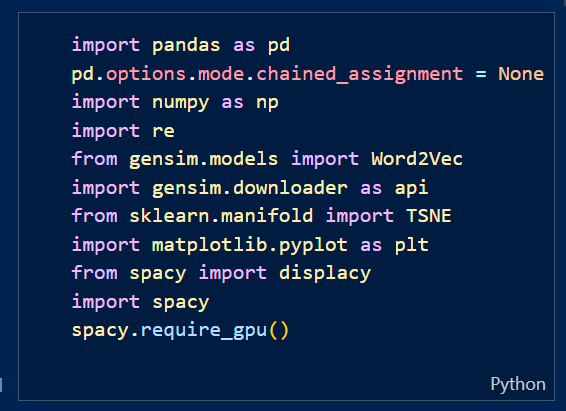 import pandas as pd
pd.options.mode.chained_assignment = None
import numpy as np
import re
from gensim.models import Word2Vec
import gensim.downloader as api
from sklearn.manifold import TSNE
import matplotlib.pyplot as plt
from spacy import displacy
import spacy
spacy.require_gpu()
Python